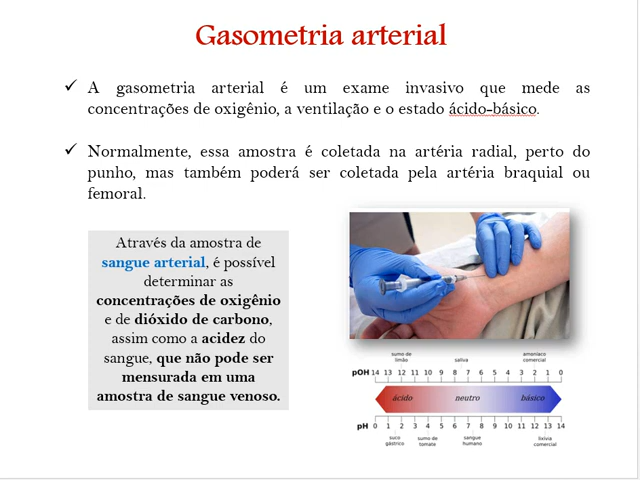 Gasometria arterial
✓ A gasometria arterial é um exame invasivo que mede as
concentrações de oxigênio, a ventilação e o estado ácido-básico.
✓ Normalmente, essa amostra é coletada na artéria radial, perto do
punho, mas também poderá ser coletada pela artéria braquial ou
femoral.
Através da amostra de
sangue arterial, é possível
determinar as
concentrações de oxigênio
e de dióxido de carbono,
assim como a acidez do
sangue, que não pode ser
mensurada em uma
amostra de sangue venoso.
sumo de limão saliva amoníaco comercial
pOH 14 13 12 11 10 9 8 7 6 5 4 3 2 1 0
ácido neutro básico
pH 0 1 2 3 4 5 6 7 8 9 10 11 12 13 14
suco gástrico sumo de tomate sangue humano lixívia comercial